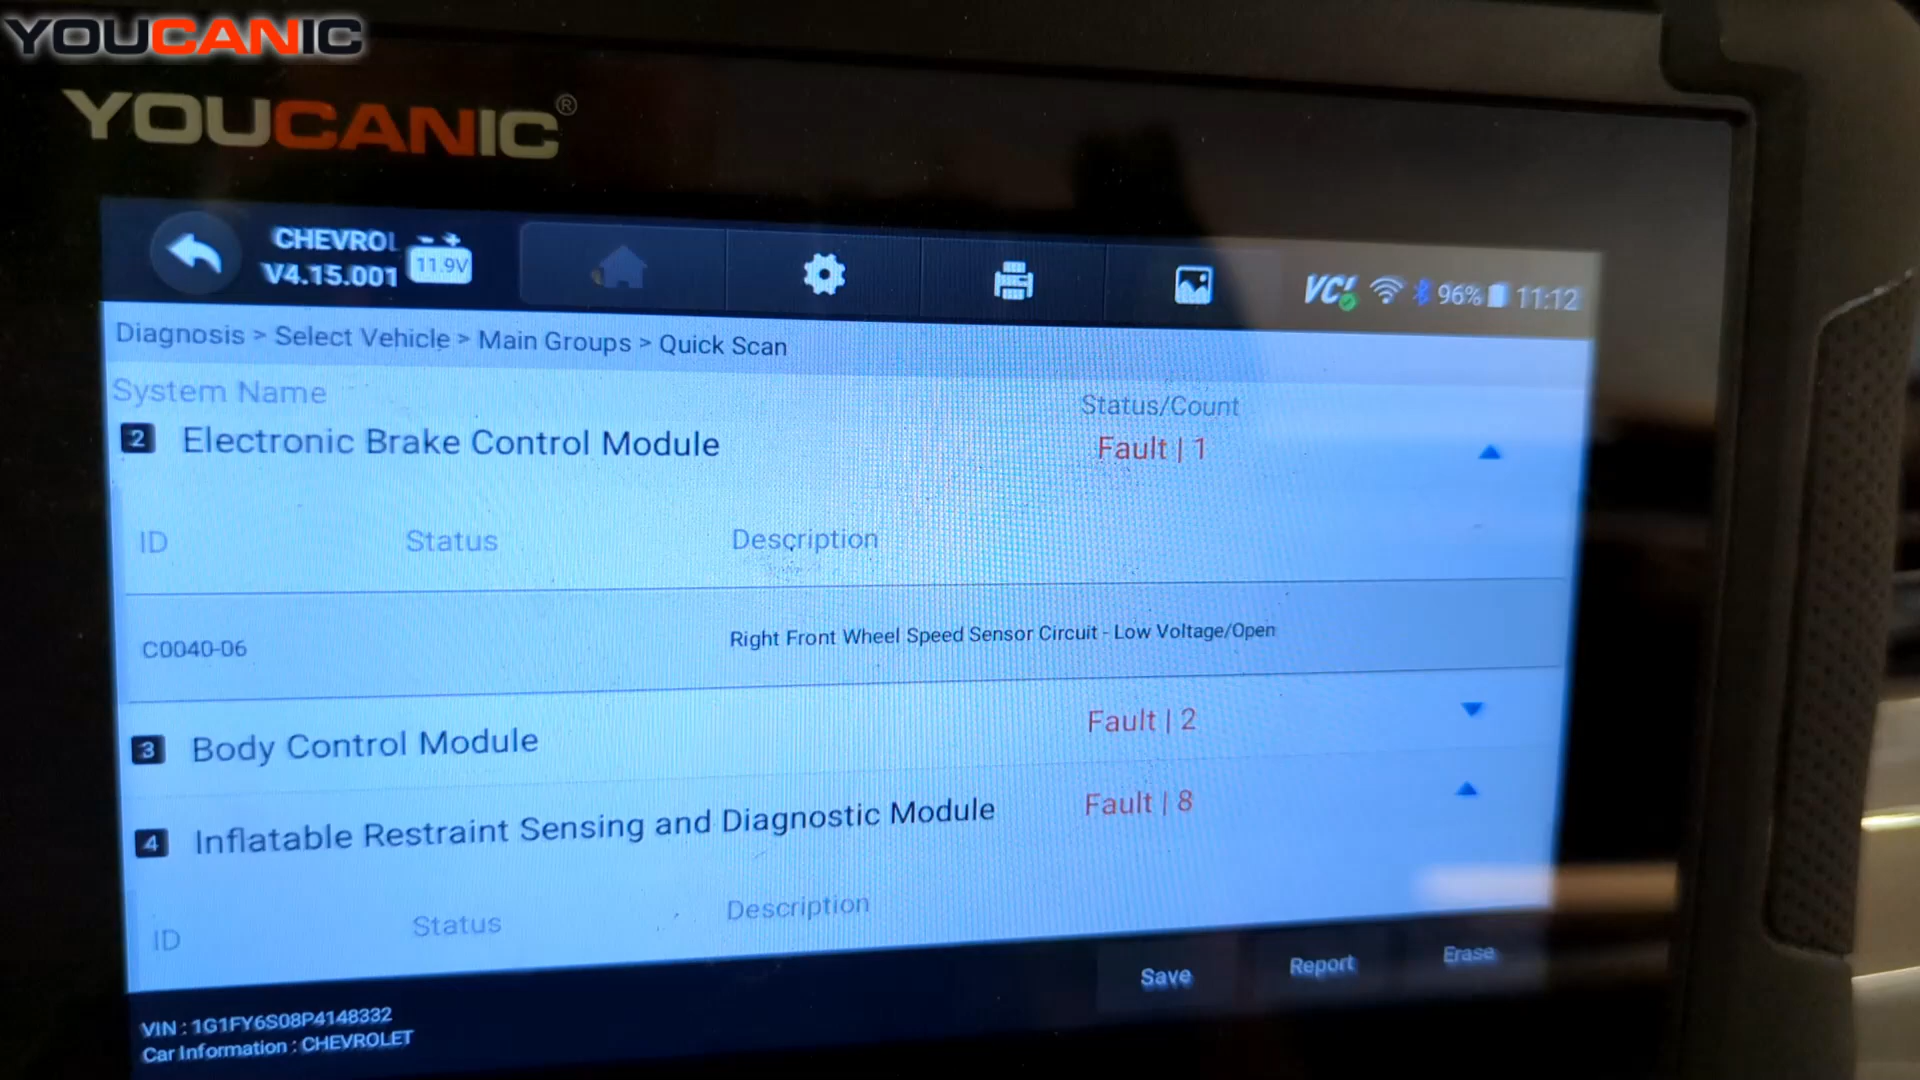 YOUCANIC
YOUCANIC®
CHEVROL
V4.15.001
11.9V
VCI
96%
11:12
Diagnosis > Select Vehicle > Main Groups > Quick Scan
System Name Status/Count
2 Electronic Brake Control Module Fault | 1
ID Status Description
C0040-06 Right Front Wheel Speed Sensor Circuit - Low Voltage/Open
3 Body Control Module Fault | 2
4 Inflatable Restraint Sensing and Diagnostic Module Fault | 8
ID Status Description
Save Report Erase
VIN : 1G1FY6S08P4148332
Car Information : CHEVROLET